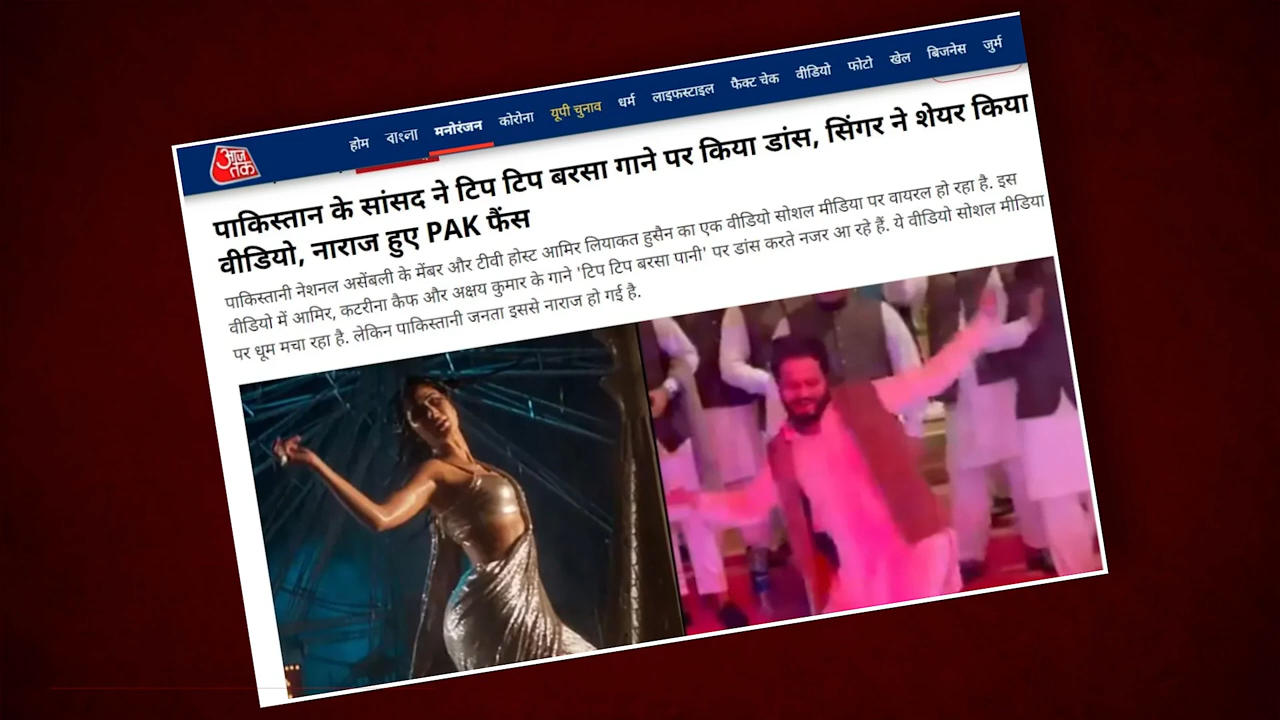 होम বাংলা मनोरंजन कोरोना यूपी चुनाव धर्म लाइफस्टाइल फैक्ट चेक वीडियो फोटो खेल बिजनेस जुर्म
आज
तक
पाकिस्तान के सांसद ने टिप टिप बरसा गाने पर किया डांस, सिंगर ने शेयर किया
वीडियो, नाराज हुए PAK फैंस
पाकिस्तानी नेशनल असेंबली के मेंबर और टीवी होस्ट आमिर लियाकत हुसैन का एक वीडियो सोशल मीडिया पर वायरल हो रहा है. इस
वीडियो में आमिर, कटरीना कैफ और अक्षय कुमार के गाने 'टिप टिप बरसा पानी' पर डांस करते नजर आ रहे हैं. ये वीडियो सोशल मीडिया
पर धूम मचा रहा है. लेकिन पाकिस्तानी जनता इससे नाराज हो गई है.